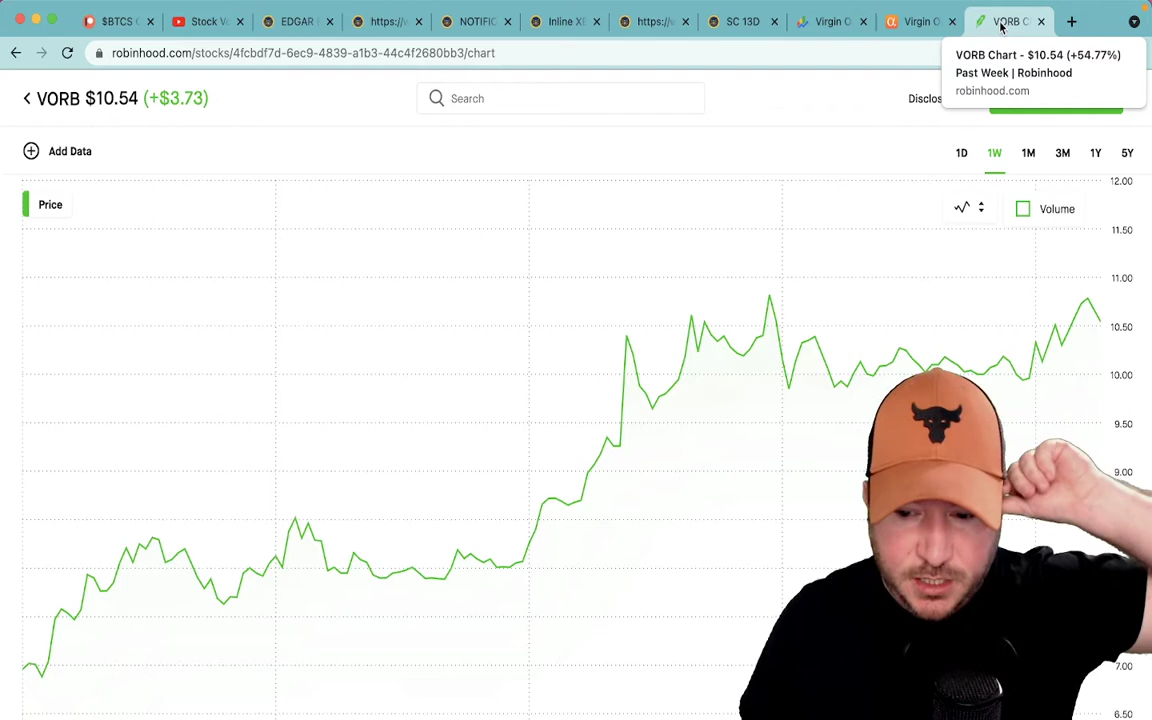 $BTCS
Stock V
EDGAR
https://
NOTIFIC
Inline X
https://
SC 13D
Virgin O
Virgin O
VORB C
robinhood.com/stocks/4fcbdf7d-6ec9-4839-a1b3-44c4f2680bb3/chart
VORB Chart - $10.54 (+54.77%)
Past Week | Robinhood
robinhood.com
VORB $10.54 (+$3.73)
Search
Disclos
Add Data
1D
1W
1M
3M
1Y
5Y
Price
Volume
12.00
11.50
11.00
10.50
10.00
9.50
9.00
7.00
6.50